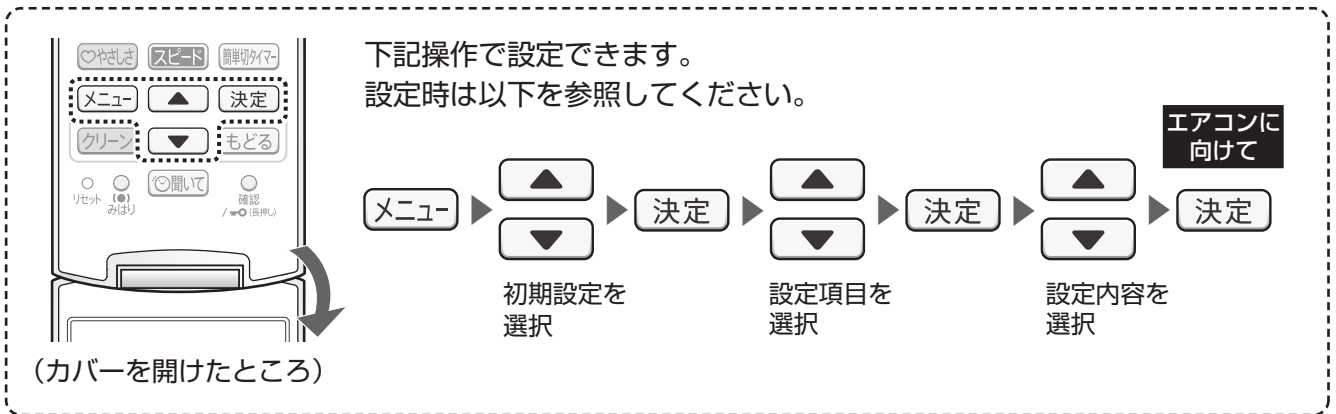 ♡やさしさ スピード 簡単切タイマー
メニュー ▲ 決定
クリーン ▼ もどる
リセット みはり 聞いて 確認
/ (長押し)
(カバーを開けたところ)
下記操作で設定できます。
設定時は以下を参照してください。
エアコンに
向けて
メニュー ▶ ▲ ▼ ▶ 決定 ▶ ▲ ▼ ▶ 決定 ▶ ▲ ▼ ▶ 決定
初期設定を
選択
設定項目を
選択
設定内容を
選択